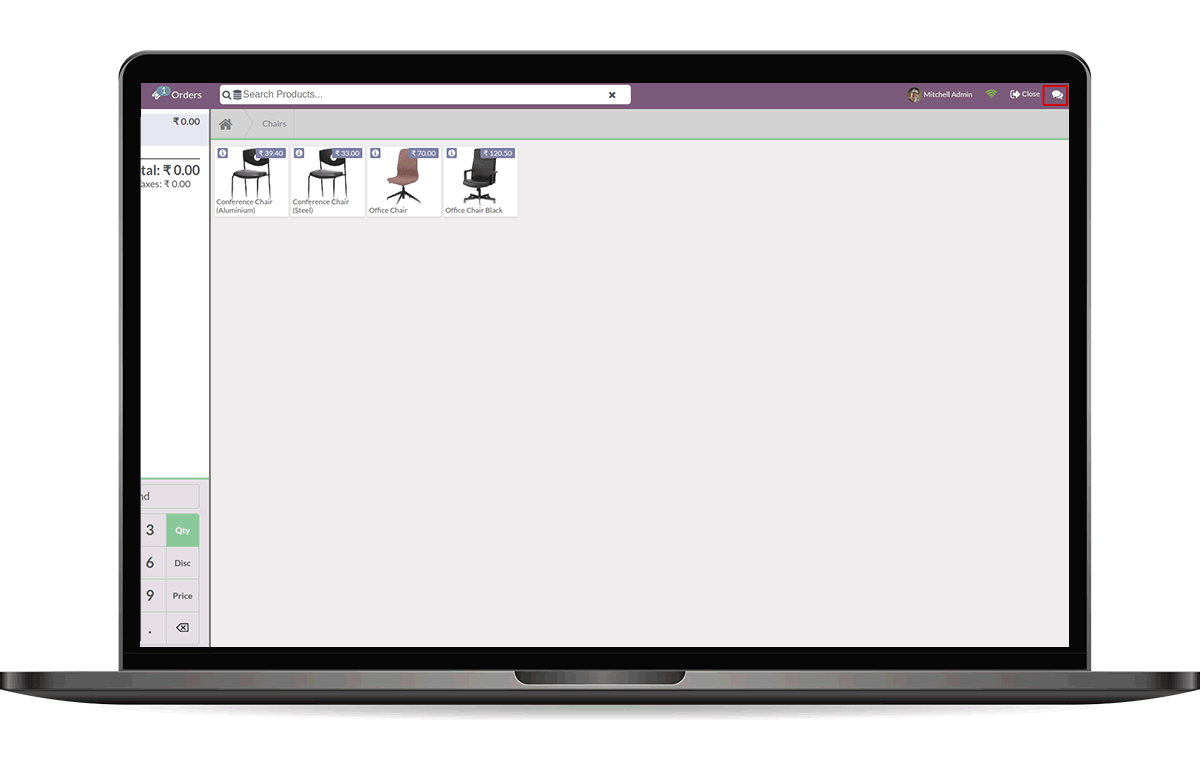 1 Orders
Search Products...
Mitchell Admin
Close
₹ 0.00
tal: ₹ 0.00
axes: ₹ 0.00
Chairs
₹ 39.40
Conference Chair
(Aluminium)
₹ 33.00
Conference Chair
(Steel)
₹ 70.00
Office Chair
₹ 120.50
Office Chair Black
nd
3 Qty
6 Disc
9 Price
.